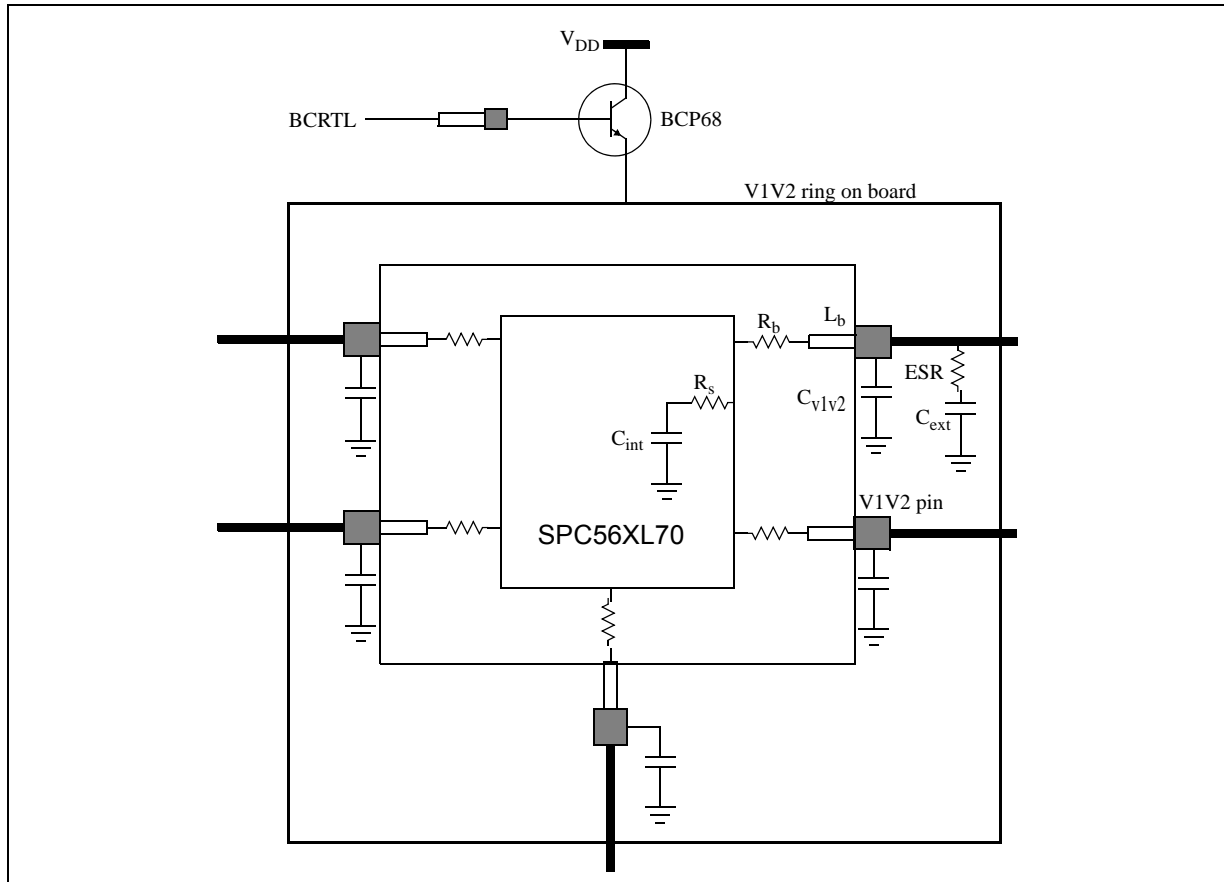 VDD
BCRTL
BCP68
V1V2 ring on board
Rb
Lb
Rs
ESR
Cv1v2
Cint
Cext
V1V2 pin
SPC56XL70